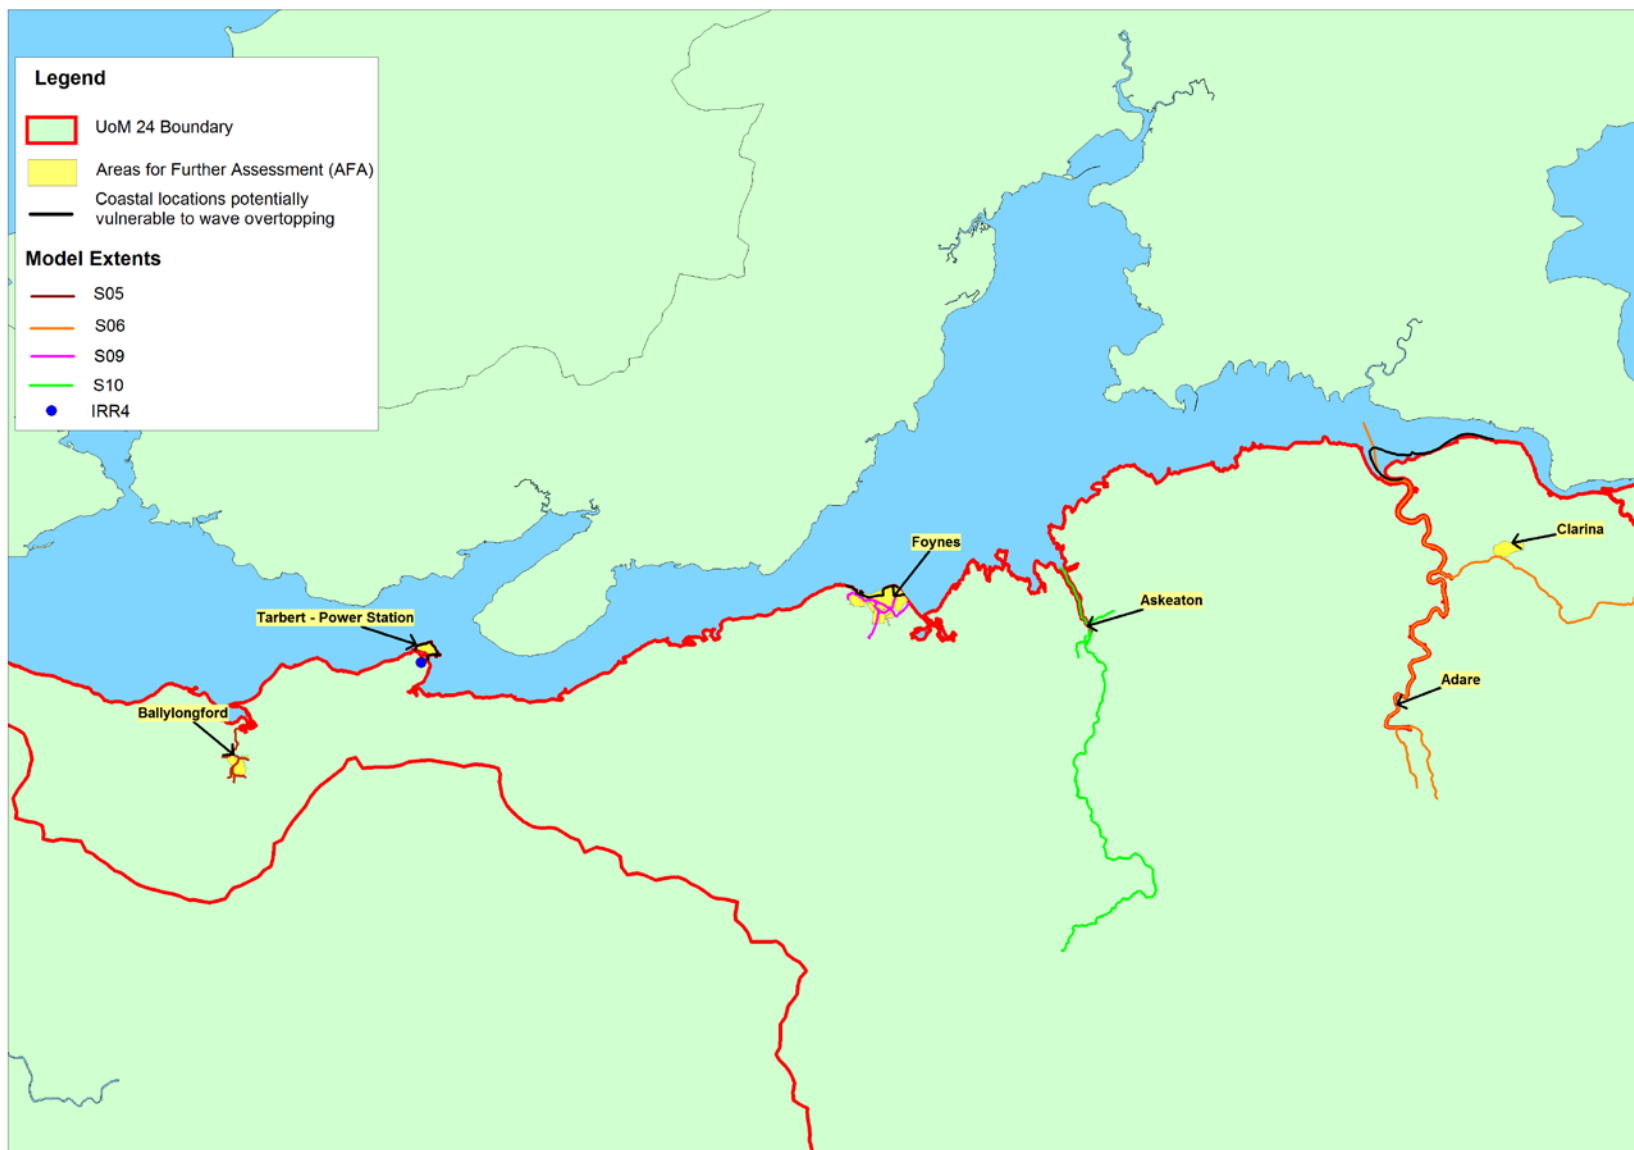 Legend
UoM 24 Boundary
Areas for Further Assessment (AFA)
Coastal locations potentially
vulnerable to wave overtopping
Model Extents
S05
S06
S09
S10
IRR4
Clarina
Foynes
Askeaton
Tarbert - Power Station
Adare
Ballylongford